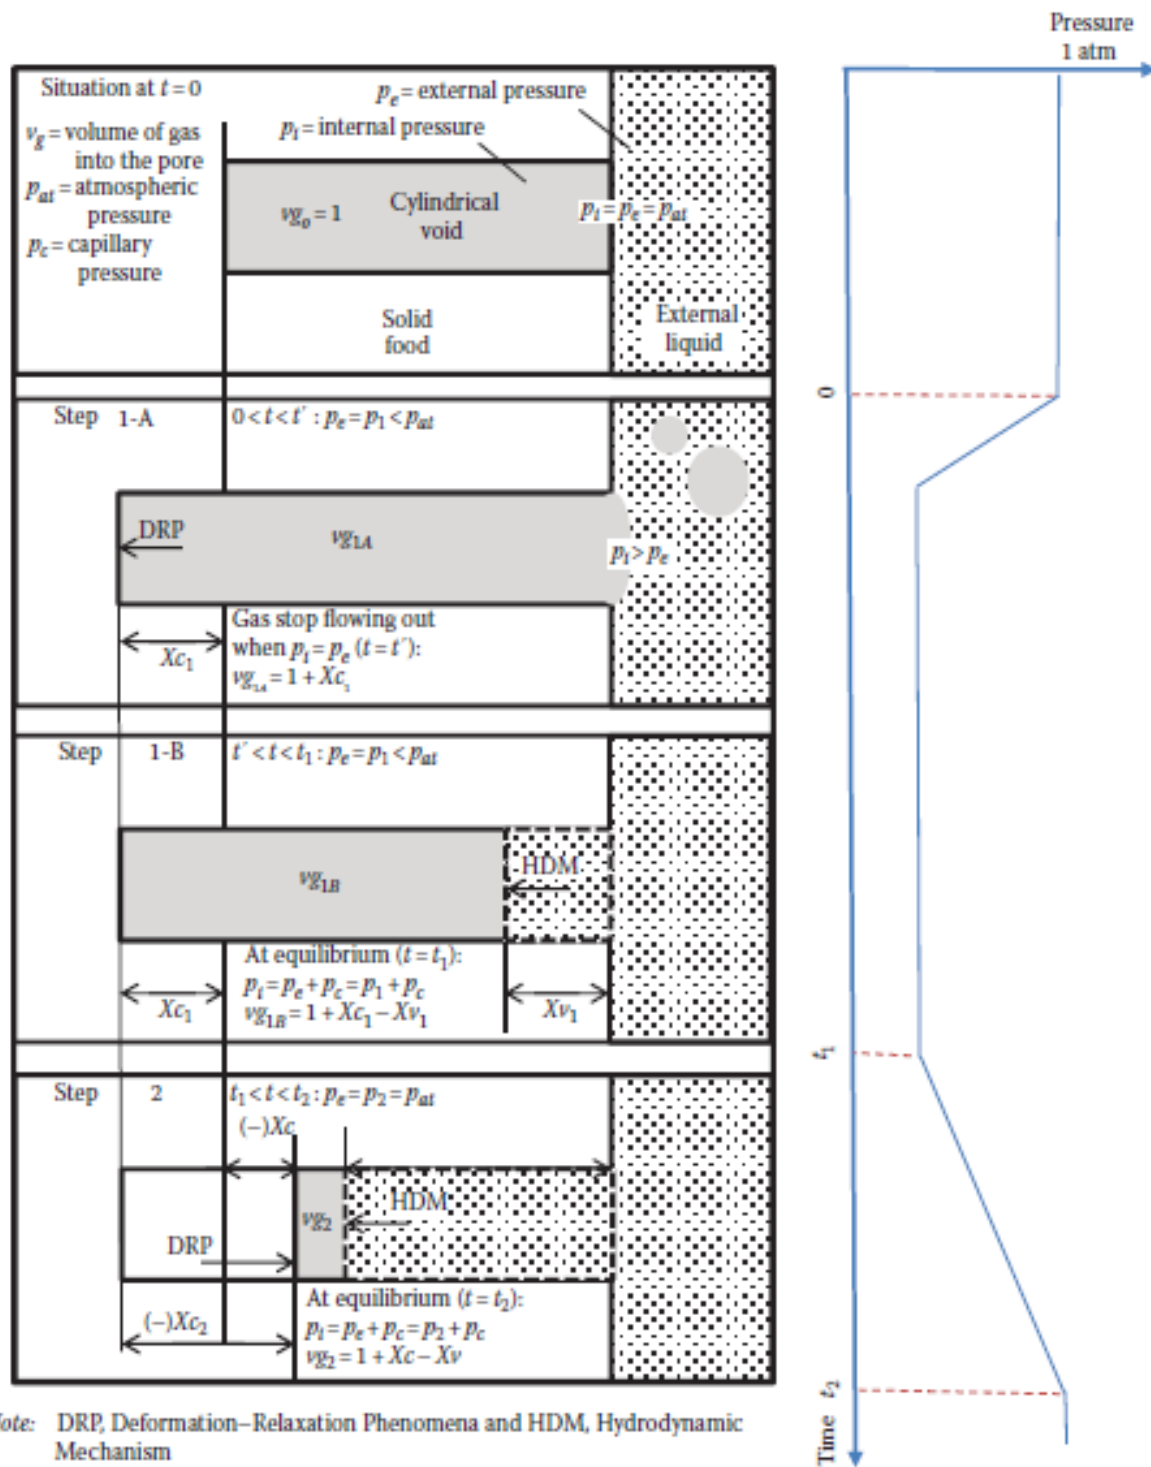 Pressure
1 atm
Situation at t = 0
vg = volume of gas
into the pore
pat = atmospheric
pressure
pc = capillary
pressure
pe = external pressure
pi = internal pressure
vg0 = 1
Cylindrical
void
pi = pe = pat
Solid
food
External
liquid
0
Step 1-A
0 < t < t′ : pe = p1 < pat
DRP
vg1A
pi > pe
Xc1
Gas stop flowing out
when pi = pe (t = t′):
vg1A = 1 + Xc1
Step 1-B
t′ < t < t1 : pe = p1 < pat
vg1B
HDM
At equilibrium (t = t1):
pi = pe + pc = p1 + pc
vg1B = 1 + Xc1 − Xv1
Xc1
Xv1
t1
Step 2
t1 < t < t2 : pe = p2 = pat
(−)Xc
vg2
HDM
DRP
(−)Xc2
At equilibrium (t = t2):
pi = pe + pc = p2 + pc
vg2 = 1 + Xc − Xv
t2
Time
ote: DRP, Deformation–Relaxation Phenomena and HDM, Hydrodynamic
Mechanism